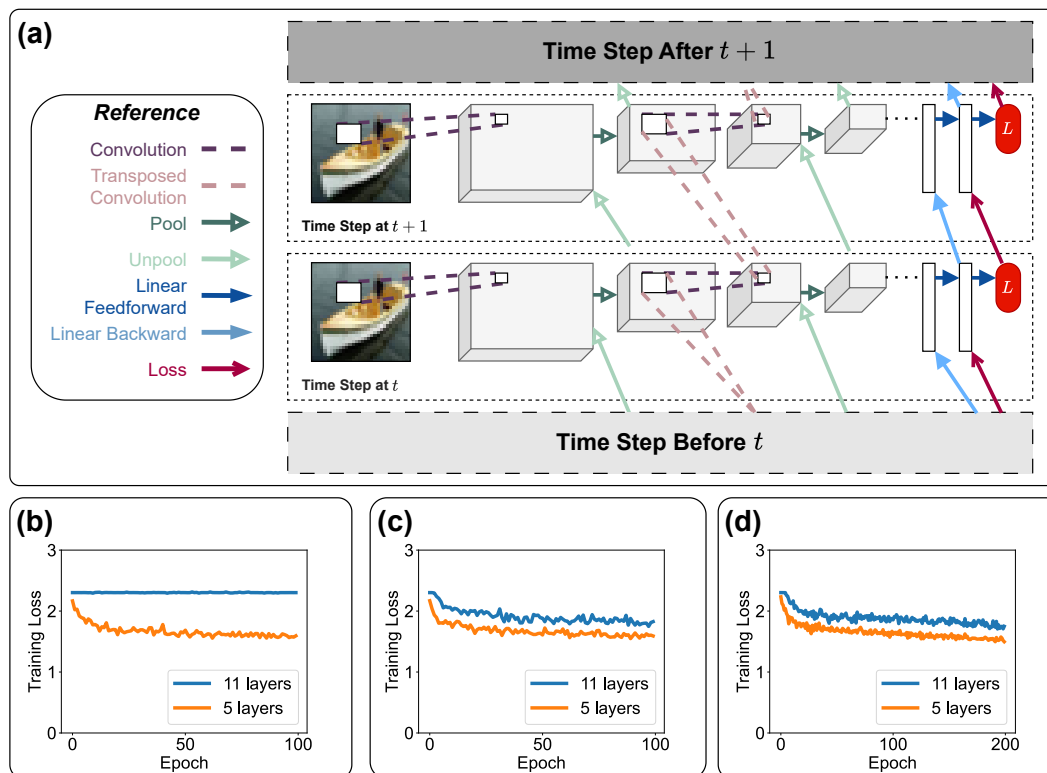 (a)
Time Step After t + 1
Reference
Convolution
Transposed
Convolution
Pool
Unpool
Linear
Feedforward
Linear Backward
Loss
L
Time Step at t + 1
L
Time Step at t
Time Step Before t
(b)
3
2
1
0
Training Loss
11 layers
5 layers
0
50
100
Epoch
(c)
3
2
1
0
Training Loss
11 layers
5 layers
0
50
100
Epoch
(d)
3
2
1
0
Training Loss
11 layers
5 layers
0
100
200
Epoch